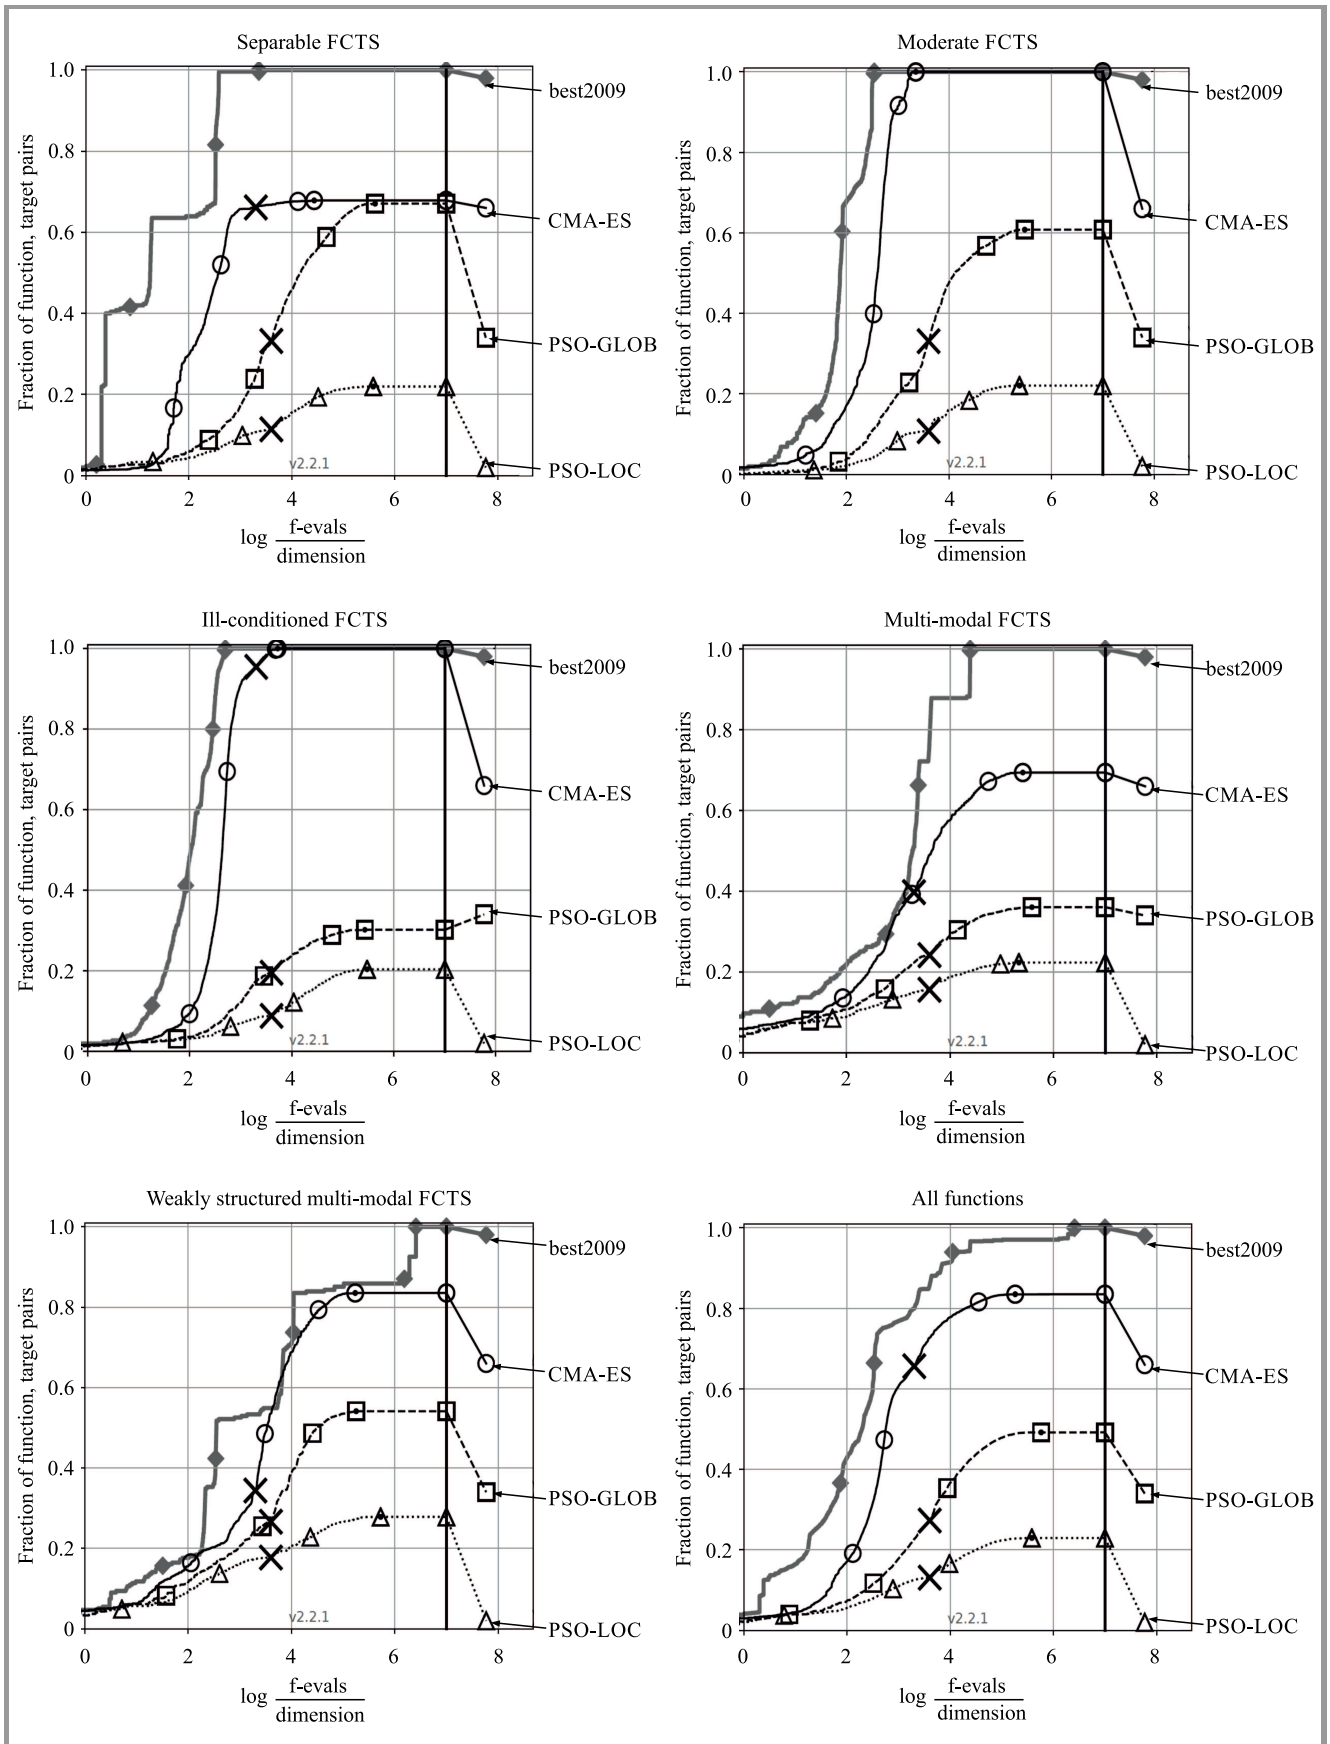 Separable FCTS
Fraction of function, target pairs
1.0
0.8
0.6
0.4
0.2
0
best2009
CMA-ES
PSO-GLOB
PSO-LOC
v2.2.1
0 2 4 6 8
log f-evals
dimension
Moderate FCTS
Fraction of function, target pairs
1.0
0.8
0.6
0.4
0.2
0
best2009
CMA-ES
PSO-GLOB
PSO-LOC
v2.2.1
0 2 4 6 8
log f-evals
dimension
Ill-conditioned FCTS
Fraction of function, target pairs
1.0
0.8
0.6
0.4
0.2
0
best2009
CMA-ES
PSO-GLOB
PSO-LOC
v2.2.1
0 2 4 6 8
log f-evals
dimension
Multi-modal FCTS
Fraction of function, target pairs
1.0
0.8
0.6
0.4
0.2
0
best2009
CMA-ES
PSO-GLOB
PSO-LOC
v2.2.1
0 2 4 6 8
log f-evals
dimension
Weakly structured multi-modal FCTS
Fraction of function, target pairs
1.0
0.8
0.6
0.4
0.2
0
best2009
CMA-ES
PSO-GLOB
PSO-LOC
v2.2.1
0 2 4 6 8
log f-evals
dimension
All functions
Fraction of function, target pairs
1.0
0.8
0.6
0.4
0.2
0
best2009
CMA-ES
PSO-GLOB
PSO-LOC
v2.2.1
0 2 4 6 8
log f-evals
dimension